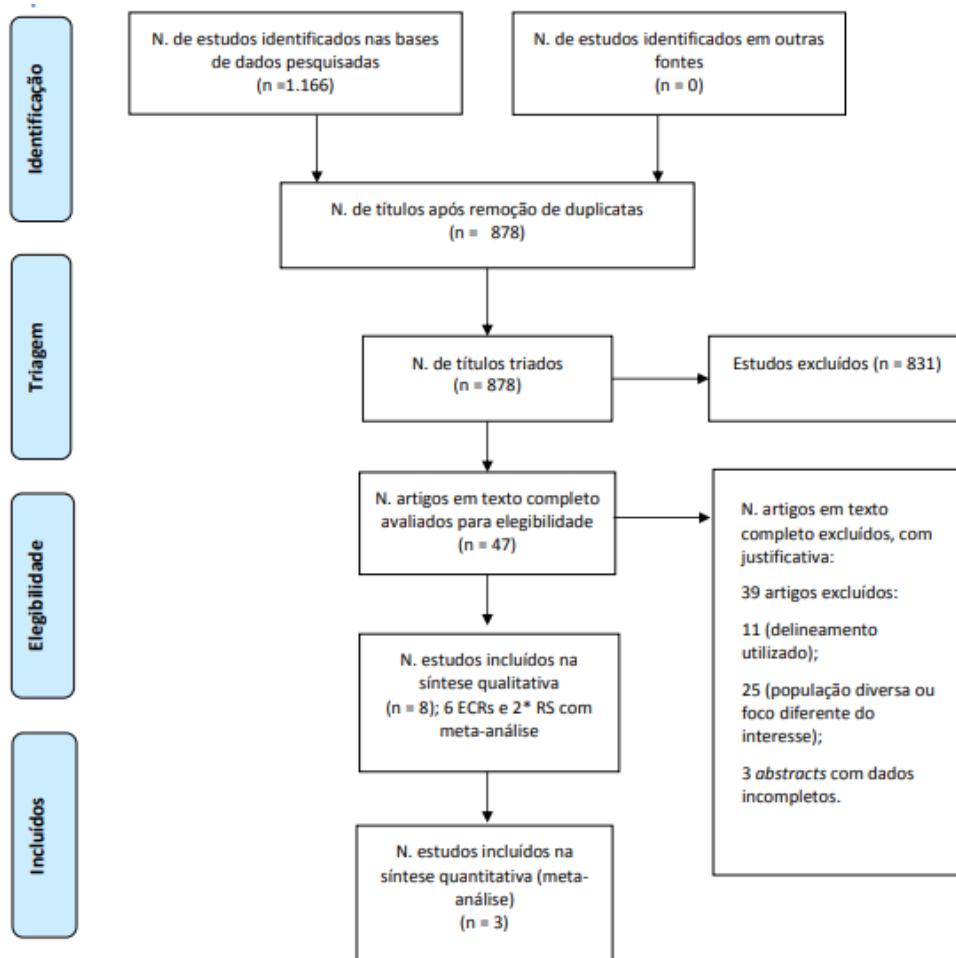 Identificação
N. de estudos identificados nas bases
de dados pesquisadas
(n =1.166)
N. de estudos identificados em outras
fontes
(n = 0)
N. de títulos após remoção de duplicatas
(n = 878)
Triagem
N. de títulos triados
(n = 878)
Estudos excluídos (n = 831)
Elegibilidade
N. artigos em texto completo
avaliados para elegibilidade
(n = 47)
N. artigos em texto
completo excluídos, com
justificativa:
39 artigos excluídos:
11 (delineamento
utilizado);
25 (população diversa ou
foco diferente do
interesse);
3 abstracts com dados
incompletos.
N. estudos incluídos na
síntese qualitativa
(n = 8); 6 ECRs e 2* RS com
meta-análise
Incluídos
N. estudos incluídos na
síntese quantitativa (meta-
análise)
(n = 3)